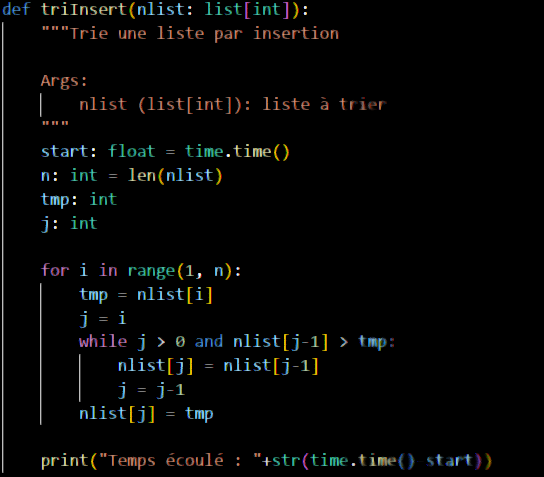 def triInsert(nlist: list[int]):
    """Trie une liste par insertion

    Args:
        nlist (list[int]): liste à trier
    """
    start: float = time.time()
    n: int = len(nlist)
    tmp: int
    j: int

    for i in range(1, n):
        tmp = nlist[i]
        j = i
        while j > 0 and nlist[j-1] > tmp:
            nlist[j] = nlist[j-1]
            j = j-1
        nlist[j] = tmp

    print("Temps écoulé : "+str(time.time() start))